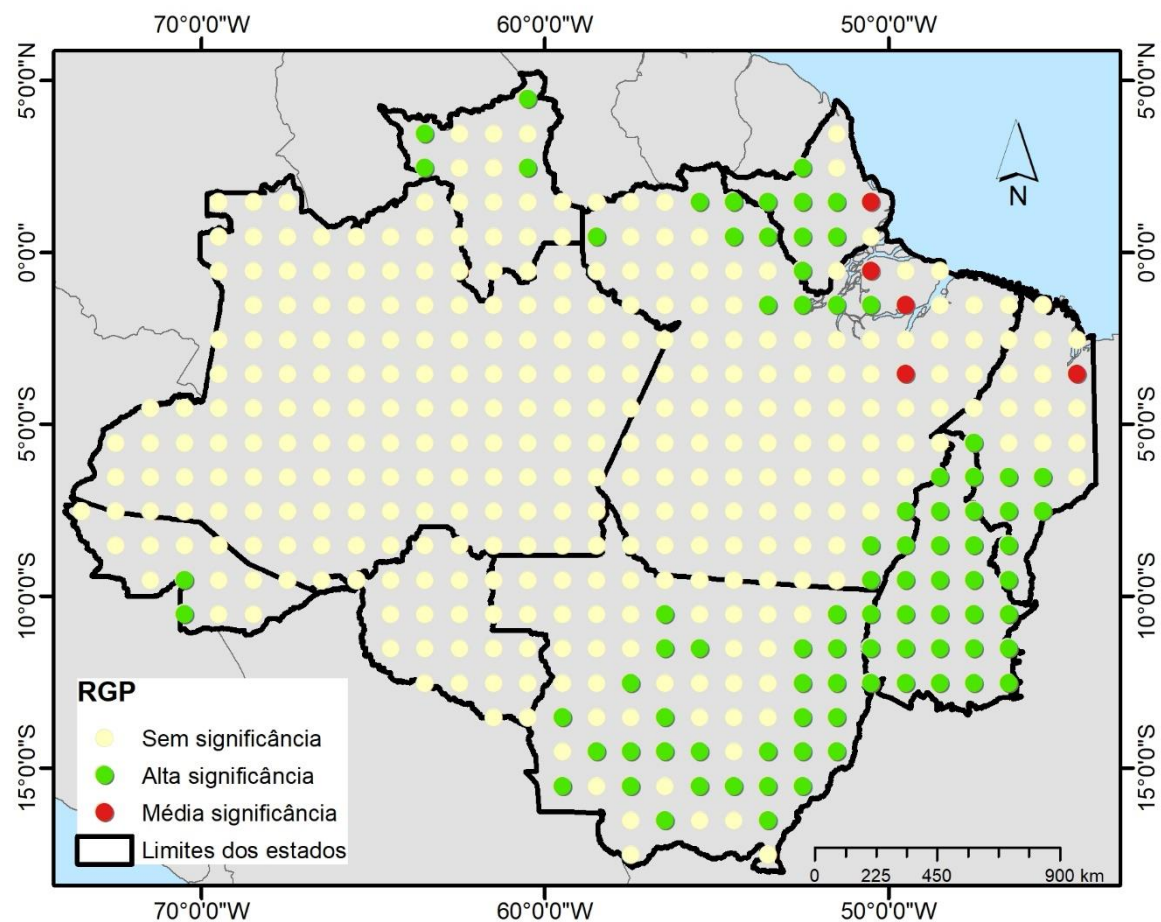 70°0'0"W 60°0'0"W 50°0'0"W
5°0'0"N 5°0'0"N
N
0°0'0" 0°0'0"
5°0'0"S 5°0'0"S
10°0'0"S 10°0'0"S
15°0'0"S 15°0'0"S
RGP
Sem significância
Alta significância
Média significância
Limites dos estados
0 225 450 900 km
70°0'0"W 60°0'0"W 50°0'0"W